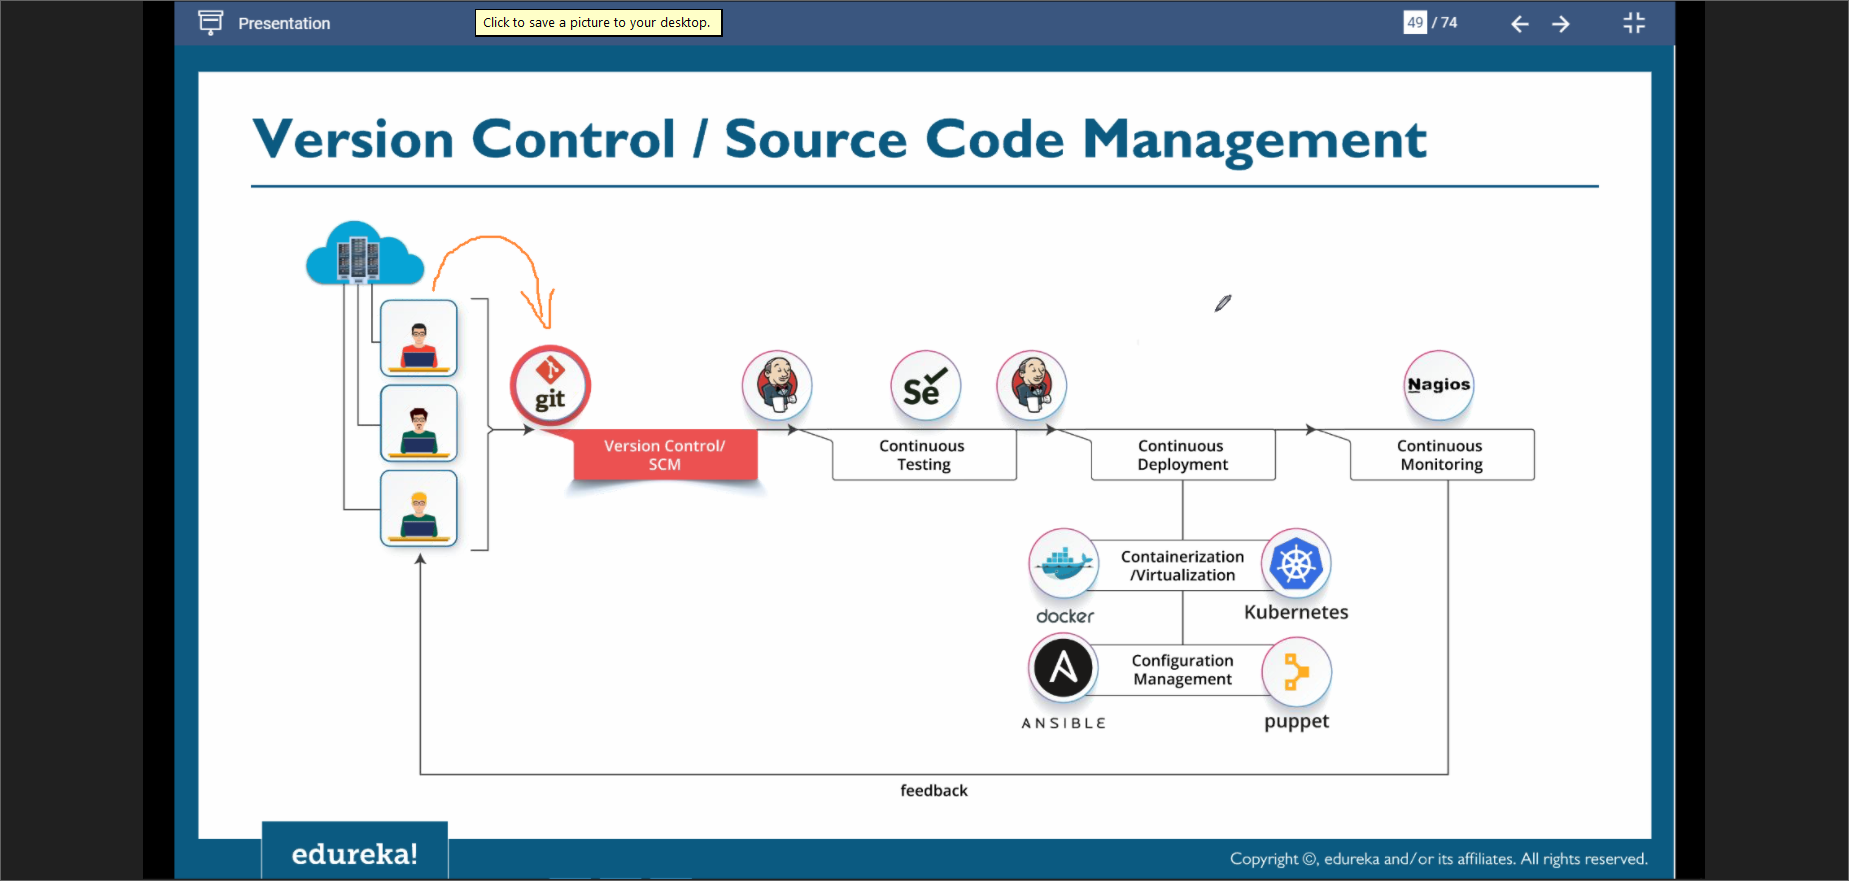 Presentation
Click to save a picture to your desktop.
49 / 74
Version Control / Source Code Management
git
Se
Nagios
Version Control/
SCM
Continuous
Testing
Continuous
Deployment
Continuous
Monitoring
Containerization
/Virtualization
docker
Kubernetes
Configuration
Management
ANSIBLE
puppet
feedback
edureka!
Copyright ©, edureka and/or its affiliates. All rights reserved.